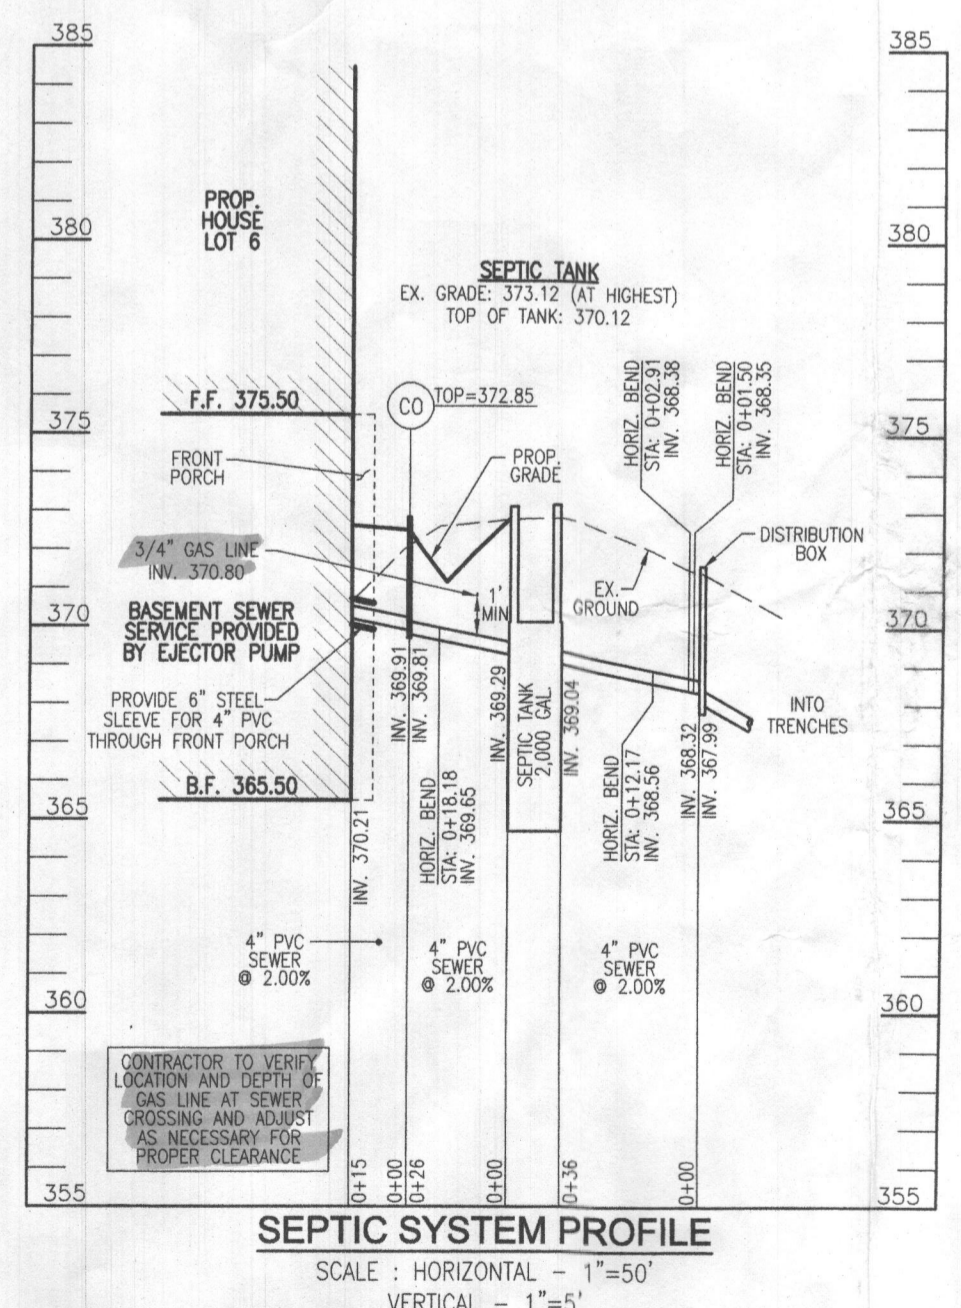 385
385
PROP.
HOUSE
LOT 6
380
380
SEPTIC TANK
EX. GRADE: 373.12 (AT HIGHEST)
TOP OF TANK: 370.12
HORIZ. BEND
STA: 0+02.91
INV. 368.38
HORIZ. BEND
STA: 0+01.50
INV. 368.35
F.F. 375.50
CO
TOP=372.85
375
375
FRONT
PORCH
PROP.
GRADE
3/4" GAS LINE
INV. 370.80
DISTRIBUTION
BOX
1'
MIN
EX.
GROUND
370
370
BASEMENT SEWER
SERVICE PROVIDED
BY EJECTOR PUMP
PROVIDE 6" STEEL
SLEEVE FOR 4" PVC
THROUGH FRONT PORCH
INV. 369.91
INV. 369.81
INV. 369.29
SEPTIC TANK
2,000 GAL.
INV. 369.04
INTO
TRENCHES
INV. 368.32
INV. 367.99
B.F. 365.50
365
365
INV. 370.21
HORIZ. BEND
STA: 0+18.18
INV. 369.65
HORIZ. BEND
STA: 0+12.17
INV. 368.56
4" PVC
SEWER
@ 2.00%
4" PVC
SEWER
@ 2.00%
4" PVC
SEWER
@ 2.00%
360
360
CONTRACTOR TO VERIFY
LOCATION AND DEPTH OF
GAS LINE AT SEWER
CROSSING AND ADJUST
AS NECESSARY FOR
PROPER CLEARANCE
355
355
0+15
0+00
0+26
0+00
0+36
0+00
SEPTIC SYSTEM PROFILE
SCALE : HORIZONTAL - 1"=50'
VERTICAL - 1"=5'